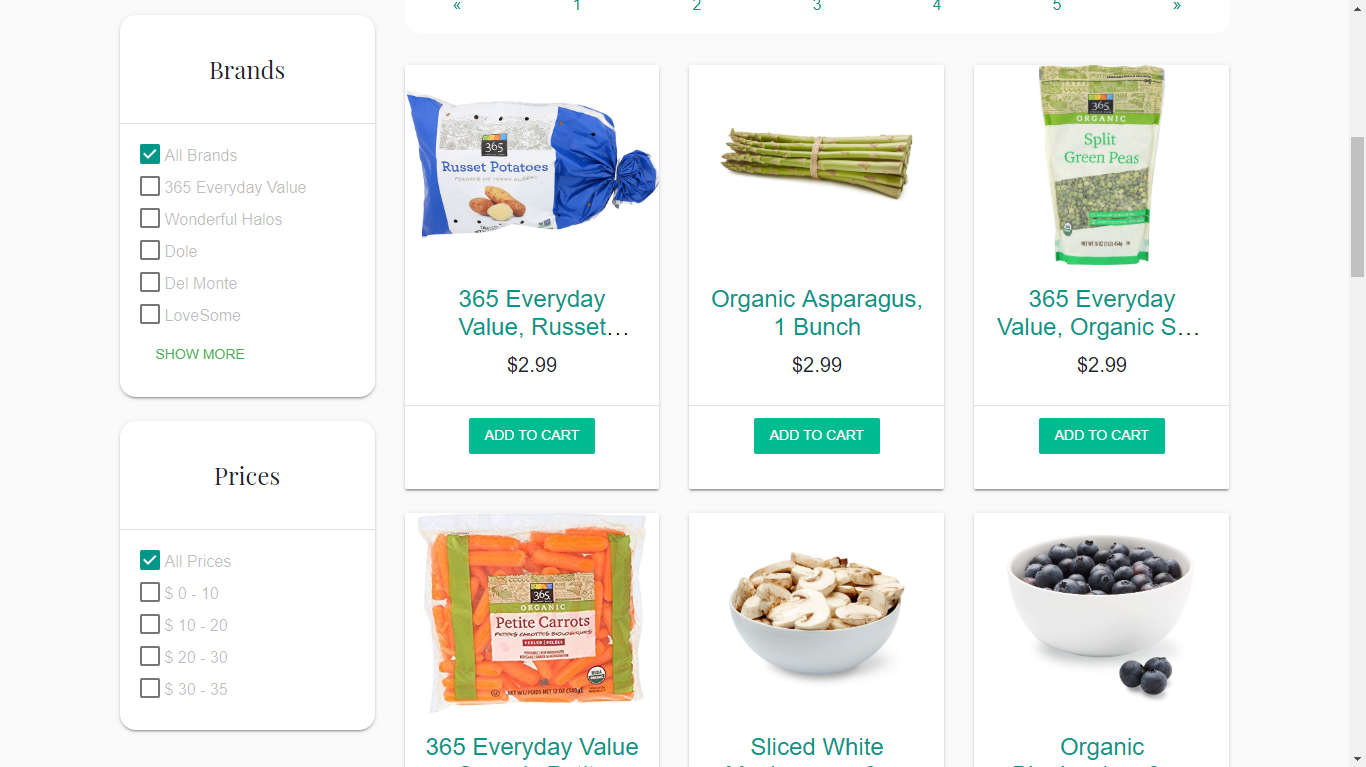 « 1 2 3 4 5 »
Brands
All Brands
365 Everyday Value
Wonderful Halos
Dole
Del Monte
LoveSome
SHOW MORE
Prices
All Prices
$ 0 - 10
$ 10 - 20
$ 20 - 30
$ 30 - 35
365
Russet Potatoes
365 Everyday
Value, Russet…
$2.99
ADD TO CART
Organic Asparagus,
1 Bunch
$2.99
ADD TO CART
365
ORGANIC
Split
Green Peas
365 Everyday
Value, Organic S…
$2.99
ADD TO CART
365
ORGANIC
Petite Carrots
PETITES CAROTTES BIOLOGIQUES
365 Everyday Value
Sliced White
Organic